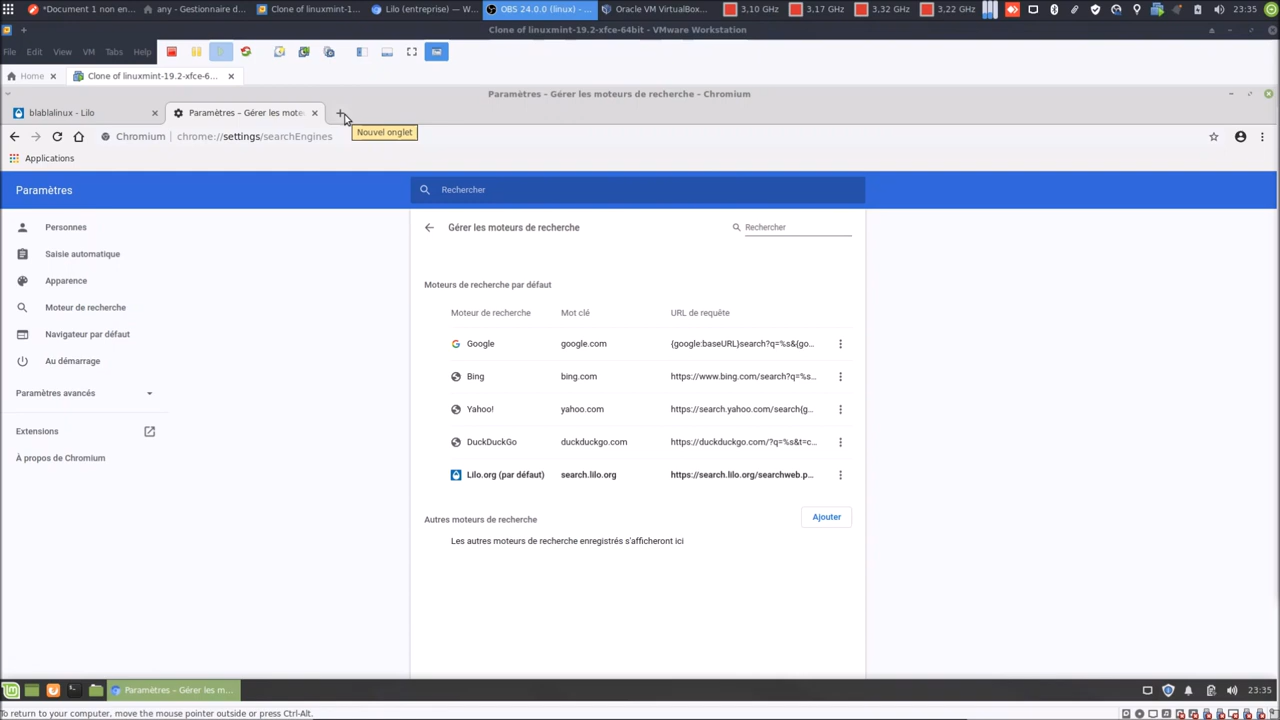 *Document 1 non en...
any - Gestionnaire d
Clone of linuxmint-1...
Lilo (entreprise) — W...
OBS 24.0.0 (linux) - ...
Oracle VM VirtualBox
3,10 GHz
3,17 GHz
3,32 GHz
23:35
Clone of linuxmint-19.2-xfce-64bit - VMware Workstation
File Edit View VM Tabs Help
Home
Clone of linuxmint-19.2-xfce-6...
Paramètres – Gérer les moteurs de recherche – Chromium
blablalinux - Lilo
Paramètres – Gérer les mote
Nouvel onglet
Chromium | chrome://settings/searchEngines
Applications
Paramètres
Rechercher
Personnes
Saisie automatique
Apparence
Moteur de recherche
Navigateur par défaut
Au démarrage
Paramètres avancés
Extensions
À propos de Chromium
Gérer les moteurs de recherche
Rechercher
Moteurs de recherche par défaut
Moteur de recherche Mot clé URL de requête
Google google.com {google:baseURL}search?q=%s&{go...
Bing bing.com https://www.bing.com/search?q=%s...
Yahoo! yahoo.com https://search.yahoo.com/search{g...
DuckDuckGo duckduckgo.com https://duckduckgo.com/?q=%s&t=c...
Lilo.org (par défaut) search.lilo.org https://search.lilo.org/searchweb.p...
Autres moteurs de recherche
Ajouter
Les autres moteurs de recherche enregistrés s'afficheront ici
Paramètres – Gérer les m...
23:35
To return to your computer, move the mouse pointer outside or press Ctrl-Alt.